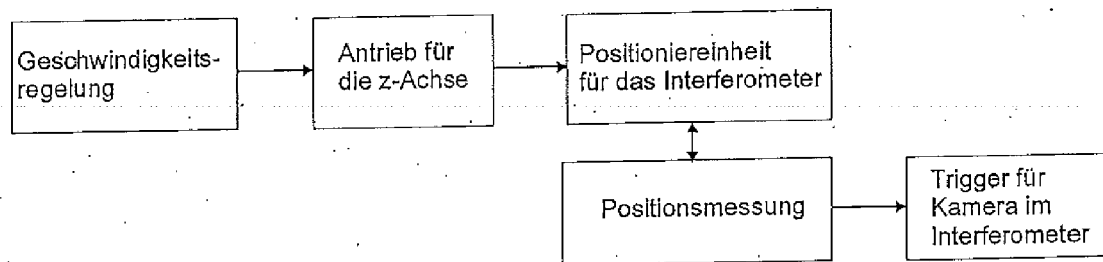 Geschwindigkeits-
regelung
Antrieb für
die z-Achse
Positioniereinheit
für das Interferometer
Positionsmessung
Trigger für
Kamera im
Interferometer